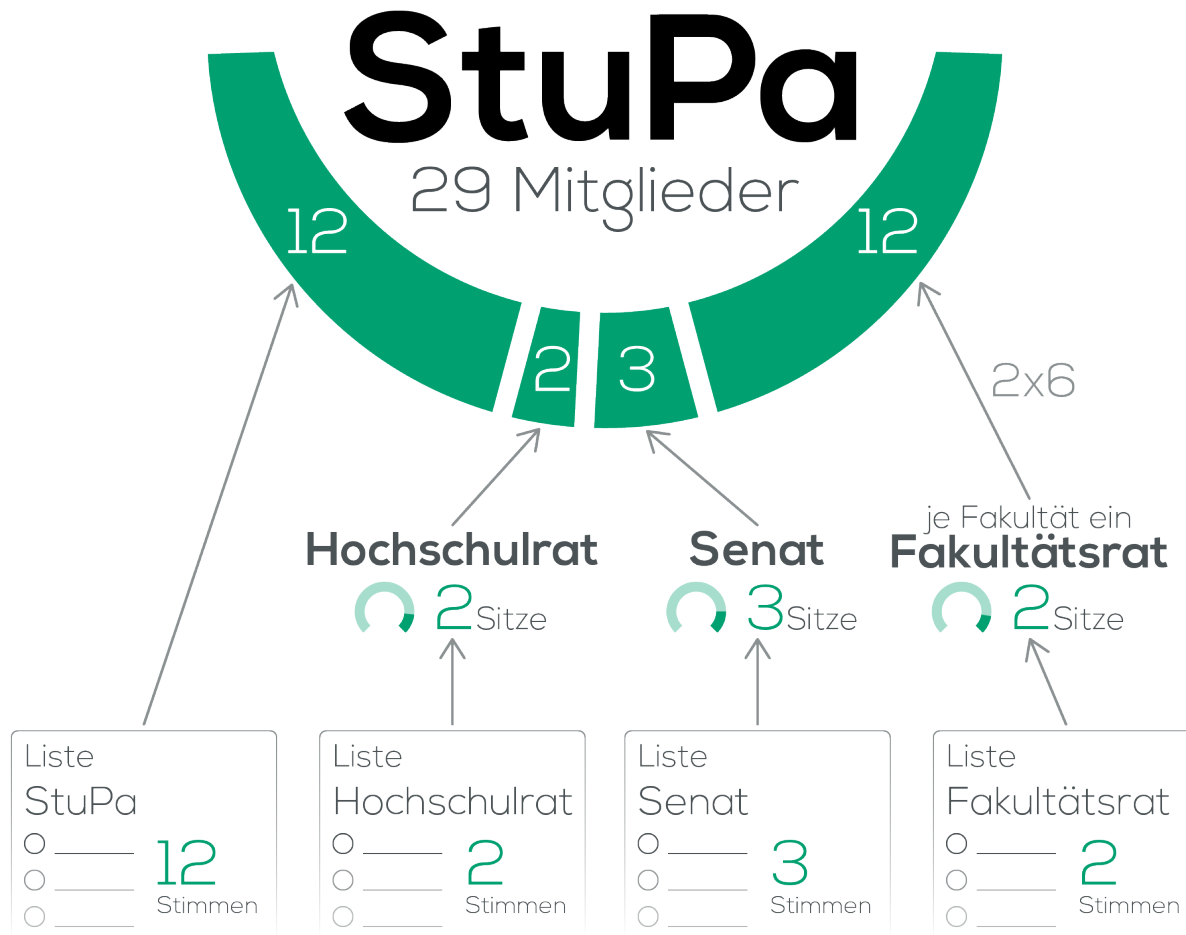 StuPa
29 Mitglieder
12
12
2
3
2x6
Hochschulrat
2 Sitze
Senat
3 Sitze
je Fakultät ein
Fakultätsrat
2 Sitze
Liste
StuPa
12
Stimmen
Liste
Hochschulrat
2
Stimmen
Liste
Senat
3
Stimmen
Liste
Fakultätsrat
2
Stimmen